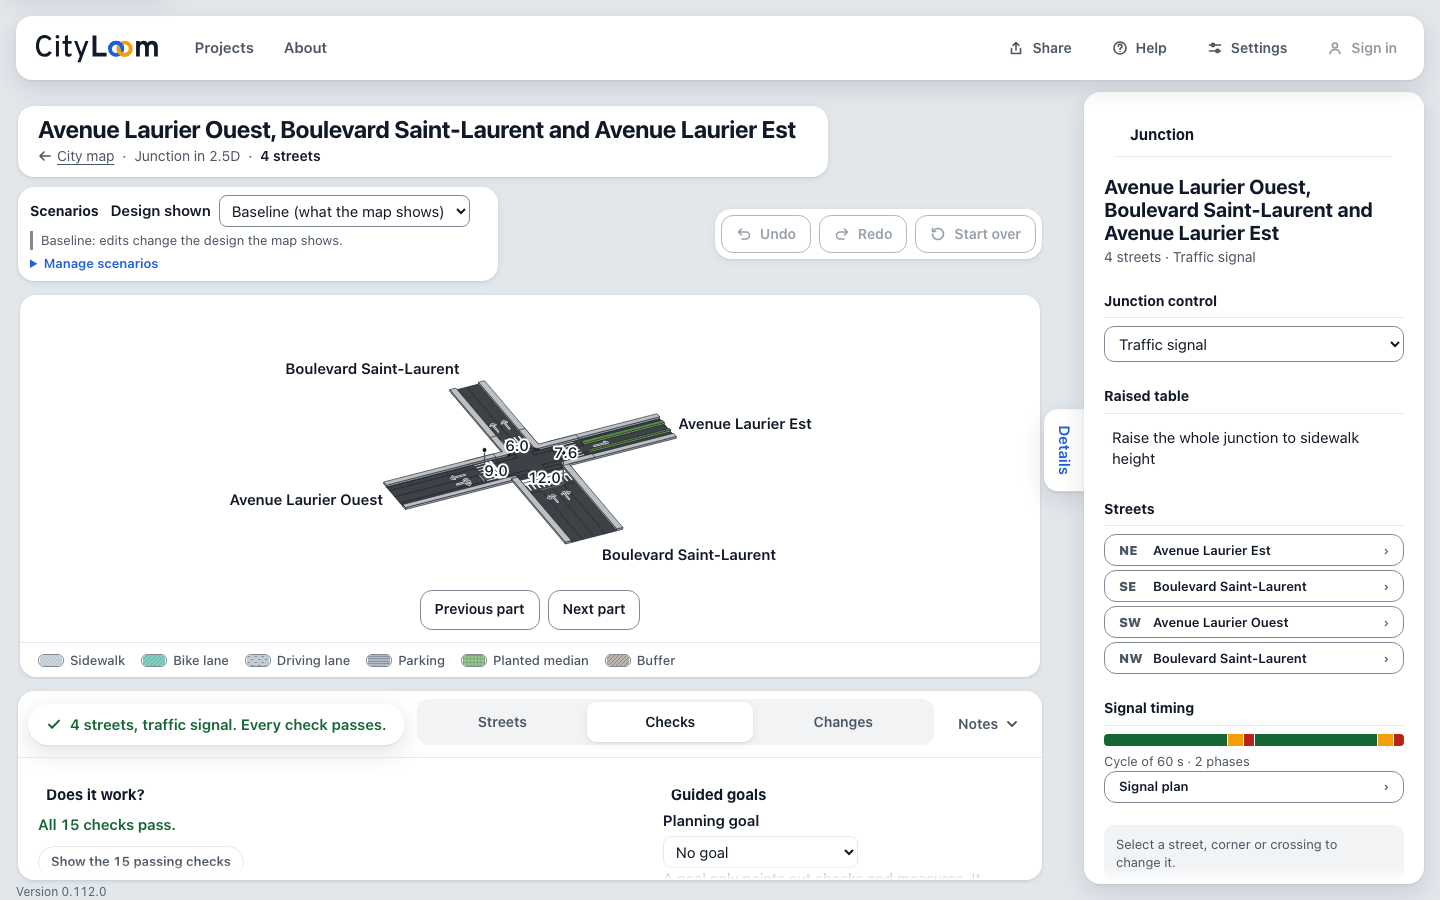 CityLoom
Projects
About
Share
Help
Settings
Sign in
Avenue Laurier Ouest, Boulevard Saint-Laurent and Avenue Laurier Est
City map · Junction in 2.5D · 4 streets
Scenarios Design shown Baseline (what the map shows)
Baseline: edits change the design the map shows.
Manage scenarios
Undo
Redo
Start over
Boulevard Saint-Laurent
Avenue Laurier Est
6.0
7.6
9.0
12.0
Avenue Laurier Ouest
Boulevard Saint-Laurent
Previous part
Next part
Sidewalk
Bike lane
Driving lane
Parking
Planted median
Buffer
4 streets, traffic signal. Every check passes.
Streets
Checks
Changes
Notes
Does it work?
All 15 checks pass.
Show the 15 passing checks
Guided goals
Planning goal
No goal
A goal only points out checks and measures. It
Version 0.112.0
Details
Junction
Avenue Laurier Ouest,
Boulevard Saint-Laurent and
Avenue Laurier Est
4 streets · Traffic signal
Junction control
Traffic signal
Raised table
Raise the whole junction to sidewalk
height
Streets
NE Avenue Laurier Est
SE Boulevard Saint-Laurent
SW Avenue Laurier Ouest
NW Boulevard Saint-Laurent
Signal timing
Cycle of 60 s · 2 phases
Signal plan
Select a street, corner or crossing to
change it.